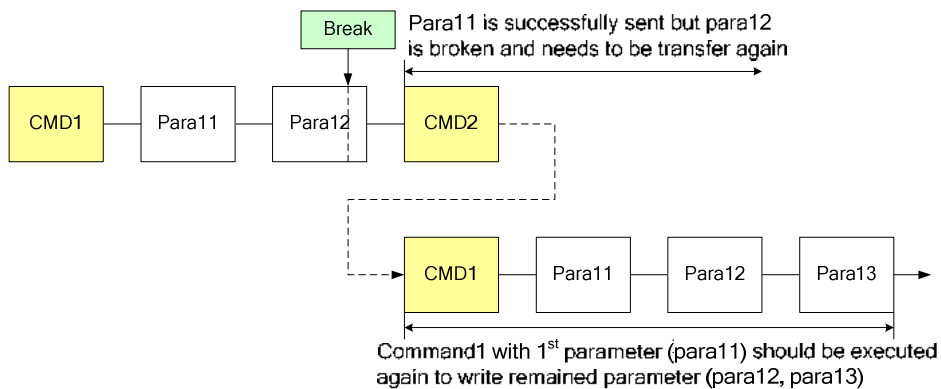 Break
Para11 is successfully sent but para12
is broken and needs to be transfer again
CMD1
Para11
Para12
CMD2
CMD1
Para11
Para12
Para13
Command1 with 1st parameter (para11) should be executed
again to write remained parameter (para12, para13)